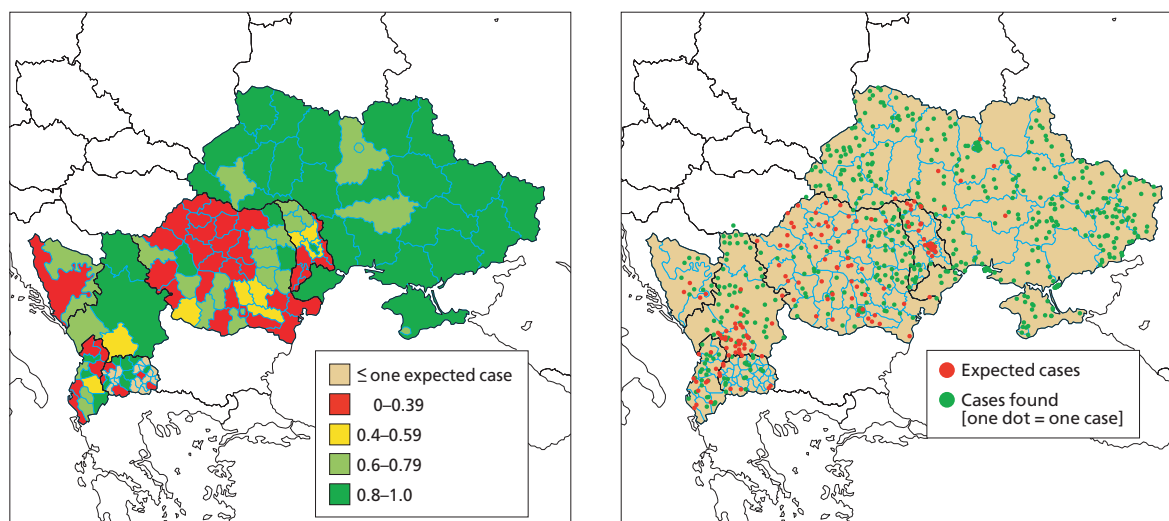 ≤ one expected case
0–0.39
0.4–0.59
0.6–0.79
0.8–1.0
Expected cases
Cases found
[one dot = one case]